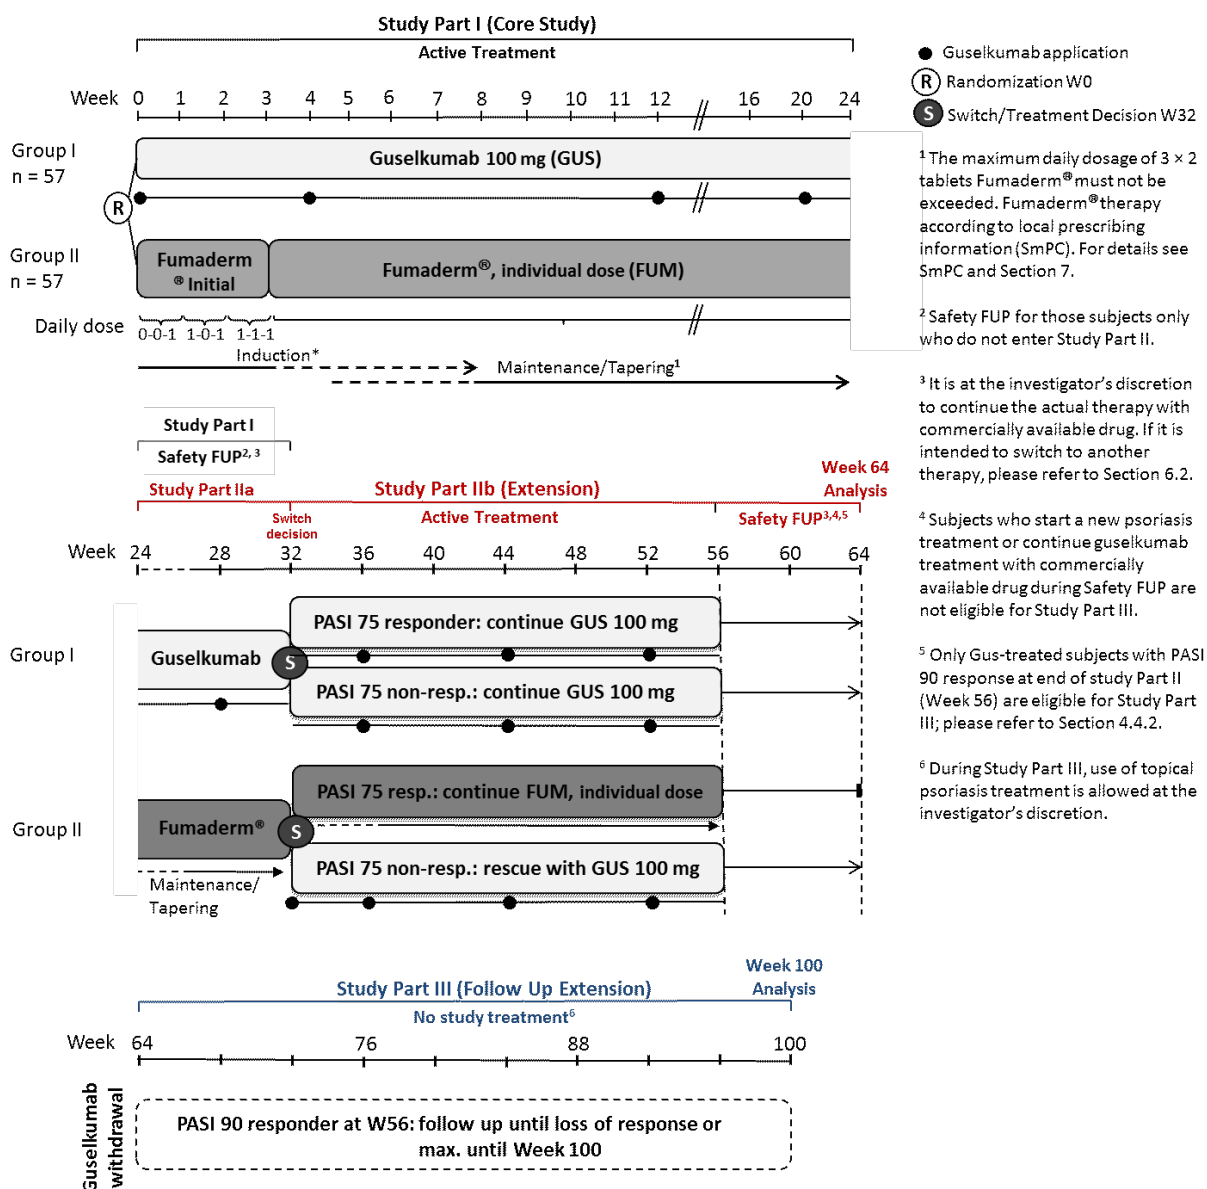 Study Part I (Core Study)
Active Treatment
Week 0 1 2 3 4 5 6 7 8 9 10 11 12 // 16 20 24
Group I
n = 57
Guselkumab 100 mg (GUS)
//
R
Group II
n = 57
Fumaderm
® Initial
Fumaderm®, individual dose (FUM)
Daily dose
0-0-1 1-0-1 1-1-1
//
Induction*
Maintenance/Tapering¹
Guselkumab application
R Randomization W0
S Switch/Treatment Decision W32
¹ The maximum daily dosage of 3 × 2
tablets Fumaderm® must not be
exceeded. Fumaderm® therapy
according to local prescribing
information (SmPC). For details see
SmPC and Section 7.
² Safety FUP for those subjects only
who do not enter Study Part II.
³ It is at the investigator's discretion
to continue the actual therapy with
commercially available drug. If it is
intended to switch to another
therapy, please refer to Section 6.2.
⁴ Subjects who start a new psoriasis
treatment or continue guselkumab
treatment with commercially
available drug during Safety FUP are
not eligible for Study Part III.
⁵ Only Gus-treated subjects with PASI
90 response at end of study Part II
(Week 56) are eligible for Study Part
III; please refer to Section 4.4.2.
⁶ During Study Part III, use of topical
psoriasis treatment is allowed at the
investigator's discretion.
Study Part I
Safety FUP²,³
Study Part IIa
Study Part IIb (Extension)
Week 64
Analysis
Switch
decision
Active Treatment
Safety FUP³,⁴,⁵
Week 24 28 32 36 40 44 48 52 56 60 64
Group I
Guselkumab
S
PASI 75 responder: continue GUS 100 mg
PASI 75 non-resp.: continue GUS 100 mg
Group II
Fumaderm®
S
PASI 75 resp.: continue FUM, individual dose
PASI 75 non-resp.: rescue with GUS 100 mg
Maintenance/
Tapering
Study Part III (Follow Up Extension)
Week 100
Analysis
No study treatment⁶
Week 64 76 88 100
Guselkumab
withdrawal
PASI 90 responder at W56: follow up until loss of response or
max. until Week 100